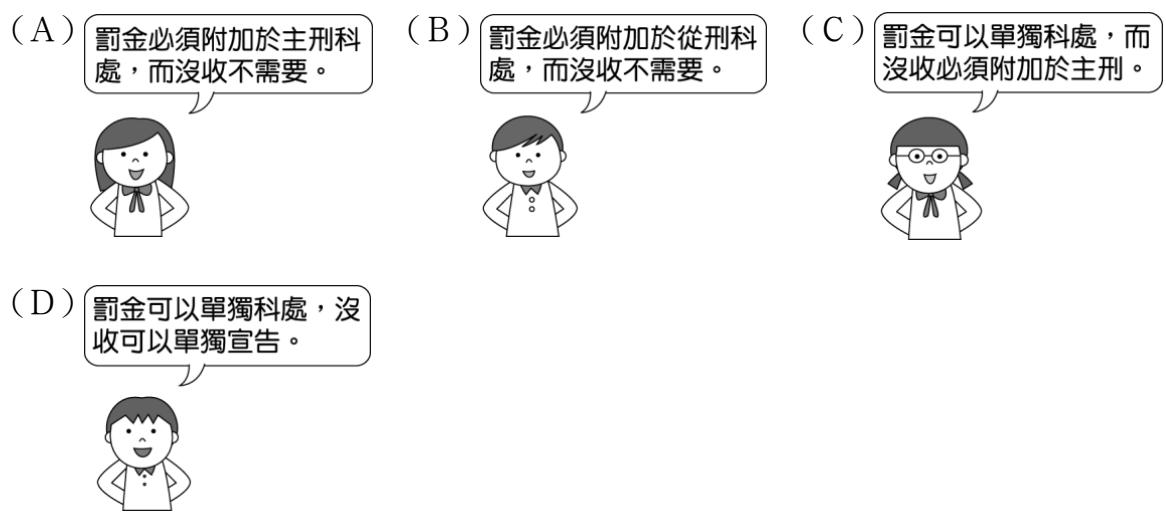 （A）
罰金必須附加於主刑科
處，而沒收不需要。
（B）
罰金必須附加於從刑科
處，而沒收不需要。
（C）
罰金可以單獨科處，而
沒收必須附加於主刑。
（D）
罰金可以單獨科處，沒
收可以單獨宣告。